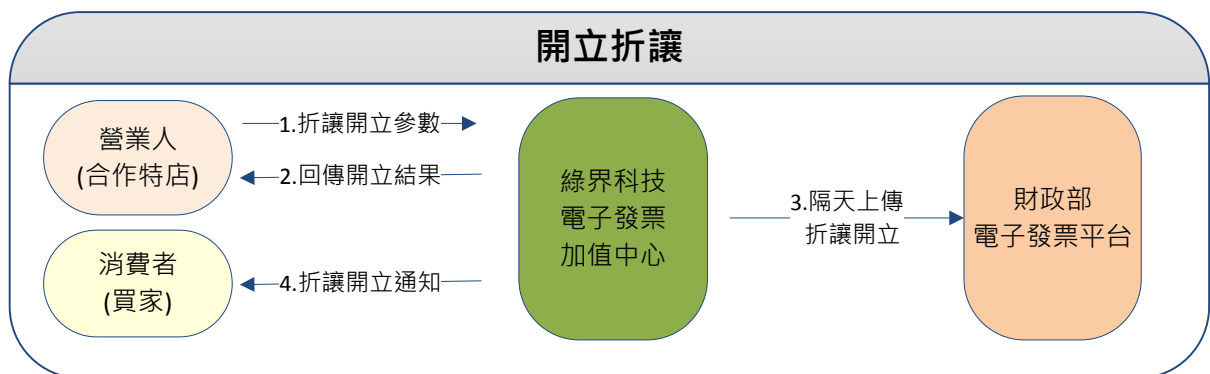 開立折讓
營業人
(合作特店)
1.折讓開立參數
2.回傳開立結果
消費者
(買家)
4.折讓開立通知
綠界科技
電子發票
加值中心
3.隔天上傳
折讓開立
財政部
電子發票平台